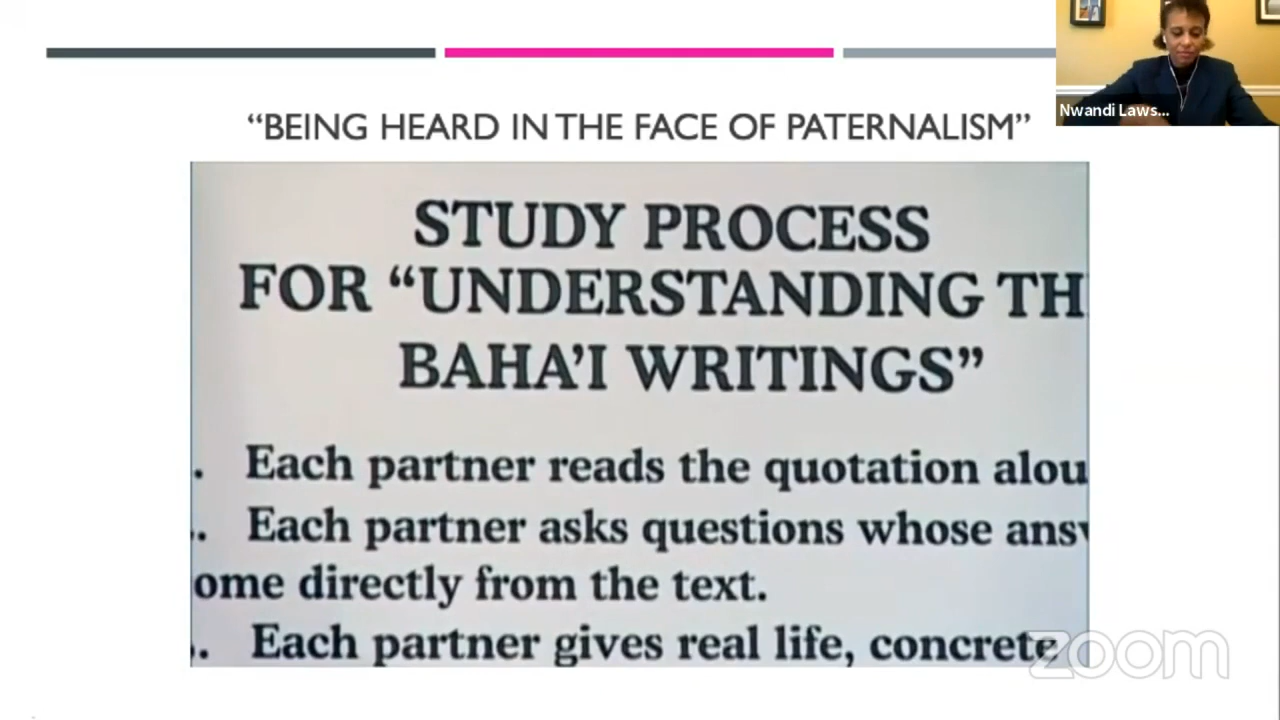 “BEING HEARD IN THE FACE OF PATERNALISM”
Nwandi Laws...
STUDY PROCESS
FOR “UNDERSTANDING TH
BAHA’I WRITINGS”
. Each partner reads the quotation alou
. Each partner asks questions whose ans
ome directly from the text.
. Each partner gives real life, concrete
zoom